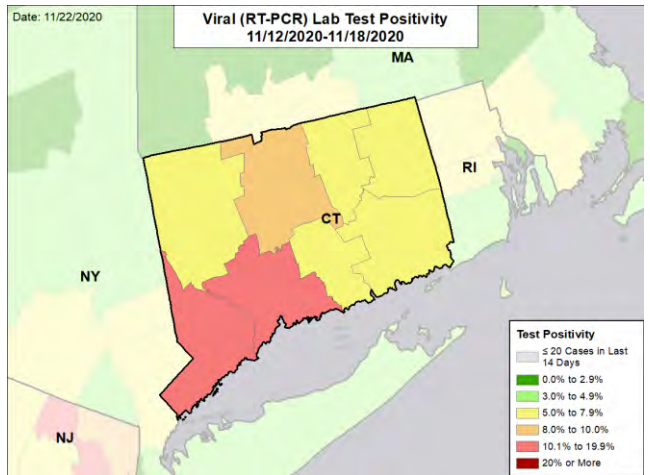 Date: 11/22/2020
Viral (RT-PCR) Lab Test Positivity
11/12/2020-11/18/2020
MA
RI
CT
NY
NJ
Test Positivity
≤ 20 Cases in Last
14 Days
0.0% to 2.9%
3.0% to 4.9%
5.0% to 7.9%
8.0% to 10.0%
10.1% to 19.9%
20% or More